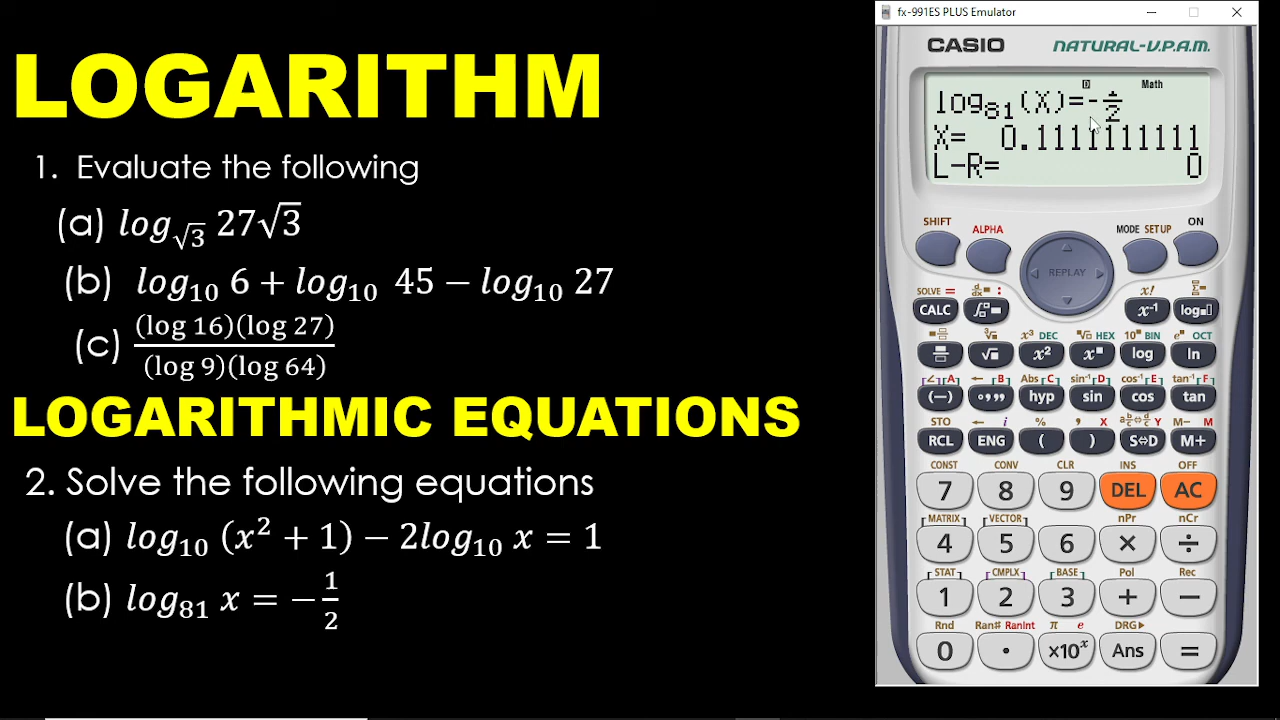 LOGARITHM
1. Evaluate the following
(a) log√3 27√3
(b) log10 6 + log10 45 − log10 27
(c) (log 16)(log 27)
(log 9)(log 64)
LOGARITHMIC EQUATIONS
2. Solve the following equations
(a) log10 (x² + 1) − 2log10 x = 1
(b) log81 x = −1/2
fx-991ES PLUS Emulator
CASIO NATURAL-V.P.A.M.
D Math
log81(X)=-÷2
X= 0.1111111111
L-R= 0
SHIFT ALPHA MODE SETUP ON
REPLAY
SOLVE = d/dx : x! Σ
CALC ∫ x⁻¹ log
³√ x³ DEC √ HEX 10 BIN e OCT
√ x² x log ln
∠ [A ← [B Abs [C sin⁻¹ [D cos⁻¹ [E tan⁻¹ [F
(−) hyp sin cos tan
STO ← i % , X a b/c⇔d/c Y M− M
RCL ENG ( ) S⇔D M+
CONST CONV CLR INS OFF
7 8 9 DEL AC
[MATRIX] [VECTOR] nPr nCr
4 5 6 × ÷
[STAT] [CMPLX] [BASE] Pol Rec
1 2 3 + −
Rnd Ran# RanInt π e DRG▶
0 . ×10ˣ Ans =